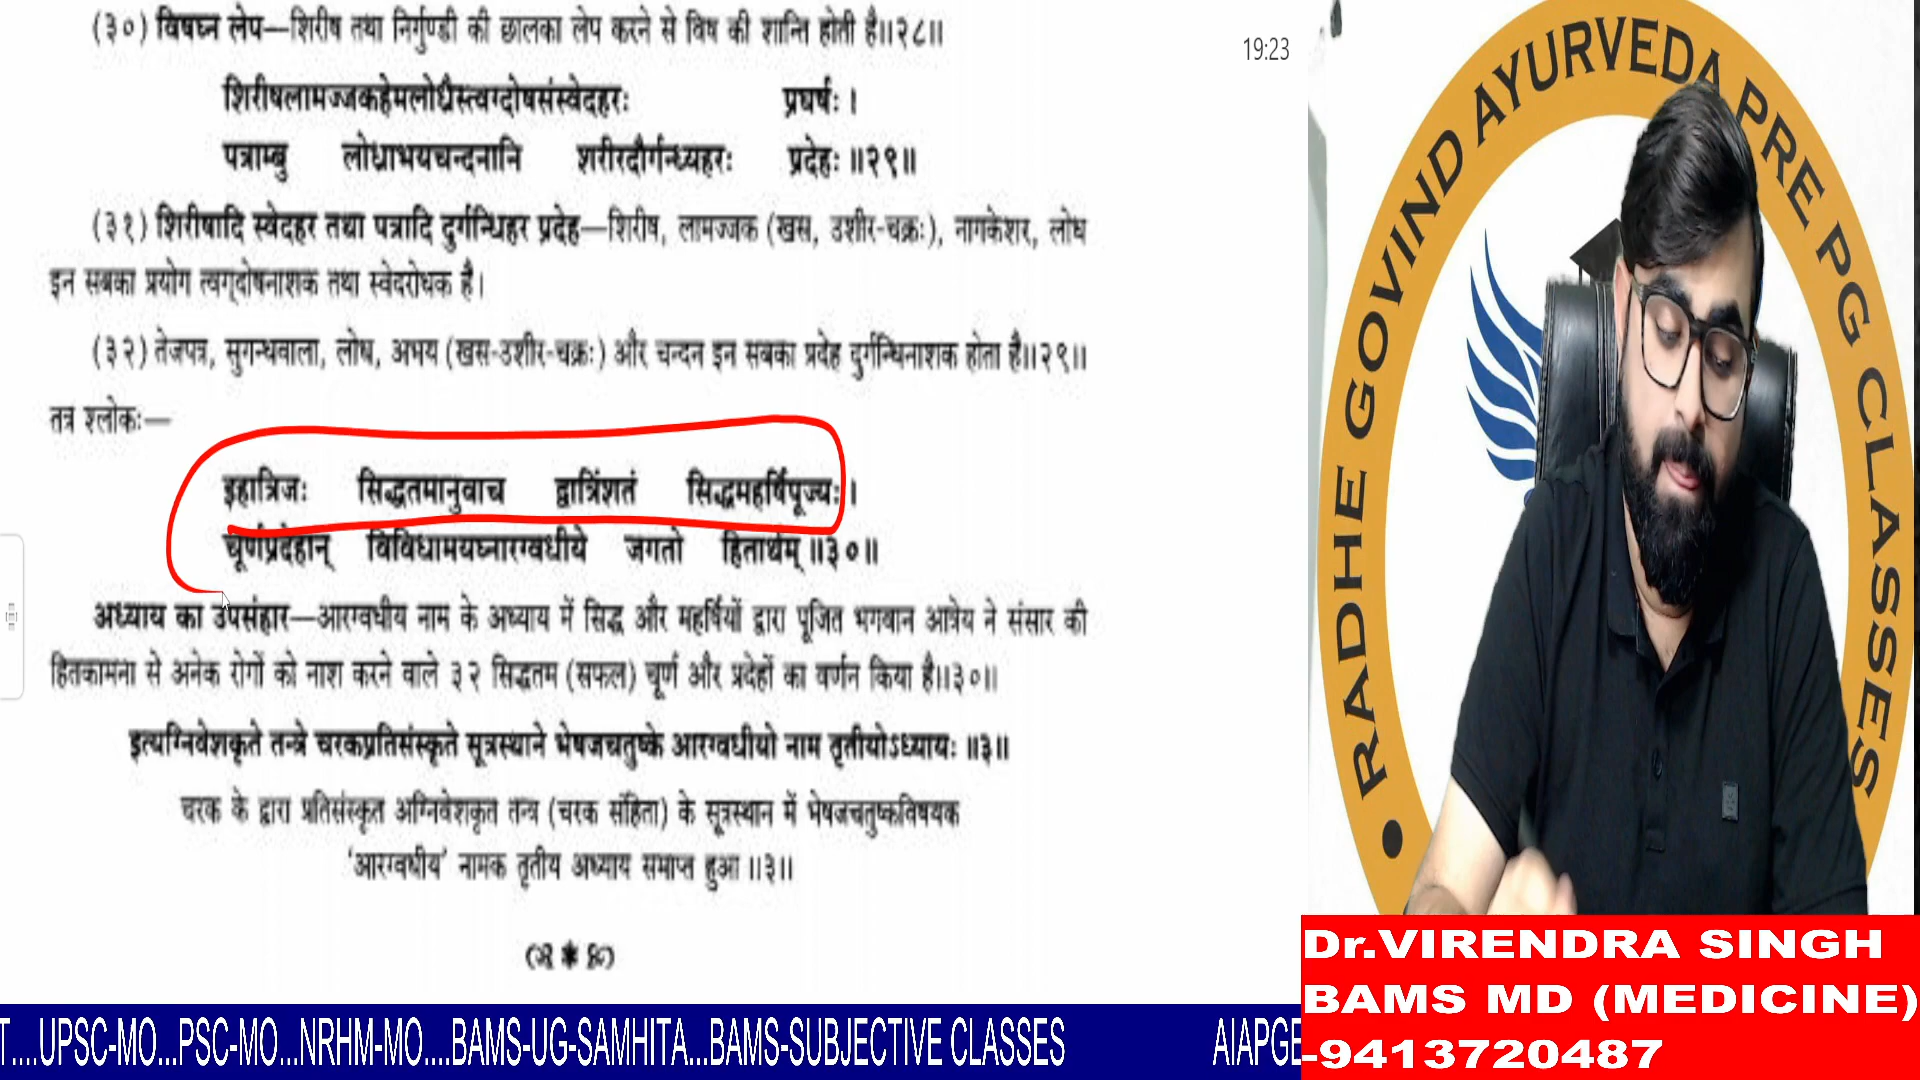 (३०) विषघ्न लेप—शिरीष तथा निर्गुण्डी की छालका लेप करने से विष की शान्ति होती है॥२८॥
19:23
शिरीषलामज्जकहेमलोध्रैस्त्वग्दोषसंस्वेदहरः प्रघर्षः ।
पत्राम्बु लोध्राभयचन्दनानि शरीरदौर्गन्ध्यहरः प्रदेहः ॥२९॥
(३१) शिरीषादि स्वेदहर तथा पत्रादि दुर्गन्धिहर प्रदेह—शिरीष, लामज्जक (खस, उशीर-चक्रः), नागकेशर, लोध
इन सबका प्रयोग त्वग्दोषनाशक तथा स्वेदरोधक है।
(३२) तेजपत्र, सुगन्धवाला, लोध, अभय (खस-उशीर-चक्रः) और चन्दन इन सबका प्रदेह दुर्गन्धिनाशक होता है॥२९॥
तत्र श्लोकः—
इहात्रिजः सिद्धतमानुवाच द्वात्रिंशतं सिद्धमहर्षिपूज्यः ।
चूर्णप्रदेहान् विविधामयघ्नारग्वधीये जगतो हितार्थम् ॥३०॥
अध्याय का उपसंहार—आरग्वधीय नाम के अध्याय में सिद्ध और महर्षियों द्वारा पूजित भगवान आत्रेय ने संसार की
हितकामना से अनेक रोगों को नाश करने वाले ३२ सिद्धतम (सफल) चूर्ण और प्रदेहों का वर्णन किया है॥३०॥
इत्यग्निवेशकृते तन्त्रे चरकप्रतिसंस्कृते सूत्रस्थाने भेषजचतुष्के आरग्वधीयो नाम तृतीयोऽध्यायः ॥३॥
चरक के द्वारा प्रतिसंस्कृत अग्निवेशकृत तन्त्र (चरक संहिता) के सूत्रस्थान में भेषजचतुष्कविषयक
'आरग्वधीय' नामक तृतीय अध्याय समाप्त हुआ ॥३॥
RADHE GOVIND AYURVEDA PRE PG CLASSES
Dr.VIRENDRA SINGH
BAMS MD (MEDICINE)
-9413720487
T....UPSC-MO...PSC-MO...NRHM-MO....BAMS-UG-SAMHITA...BAMS-SUBJECTIVE CLASSES AIAPGE